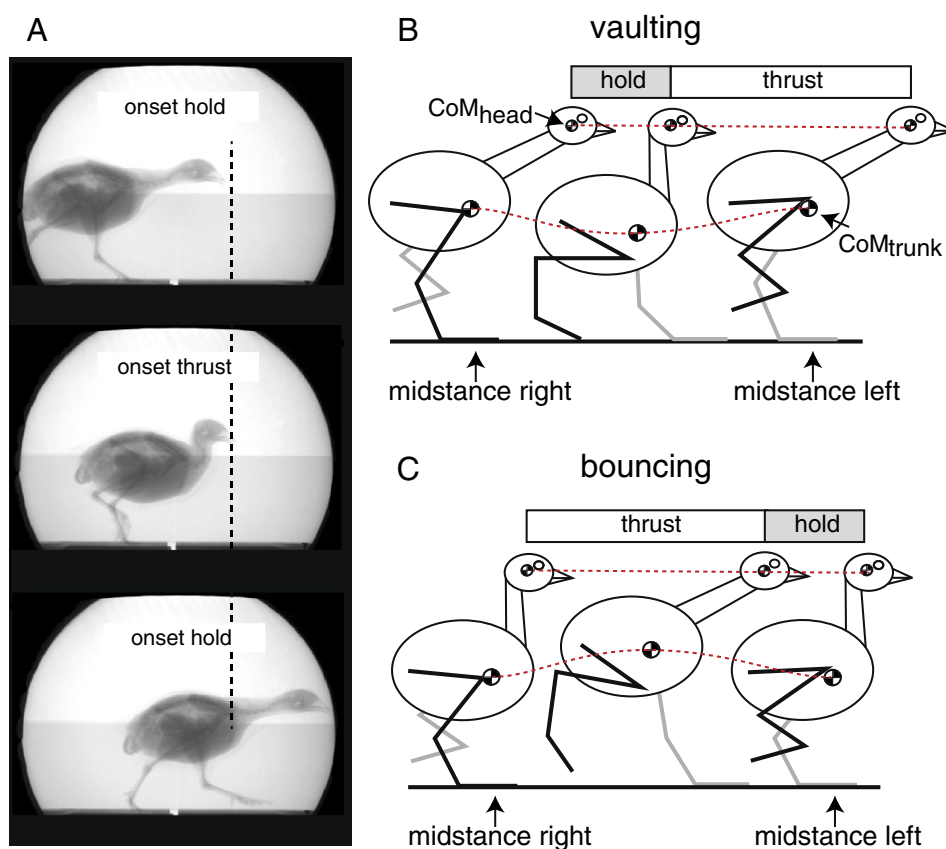 A
onset hold
onset thrust
onset hold
B
vaulting
hold
thrust
CoMhead
CoMtrunk
midstance right
midstance left
C
bouncing
thrust
hold
midstance right
midstance left